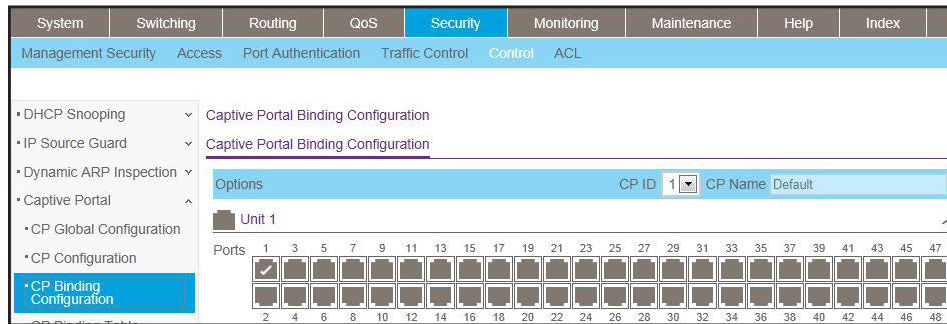 System Switching Routing QoS Security Monitoring Maintenance Help Index
Management Security Access Port Authentication Traffic Control Control ACL
DHCP Snooping
IP Source Guard
Dynamic ARP Inspection
Captive Portal
CP Global Configuration
CP Configuration
CP Binding
Configuration
CP Binding Table
Captive Portal Binding Configuration
Captive Portal Binding Configuration
Options CP ID 1 CP Name Default
Unit 1
Ports 1 3 5 7 9 11 13 15 17 19 21 23 25 27 29 31 33 35 37 39 41 43 45 47
2 4 6 8 10 12 14 16 18 20 22 24 26 28 30 32 34 36 38 40 42 44 46 48